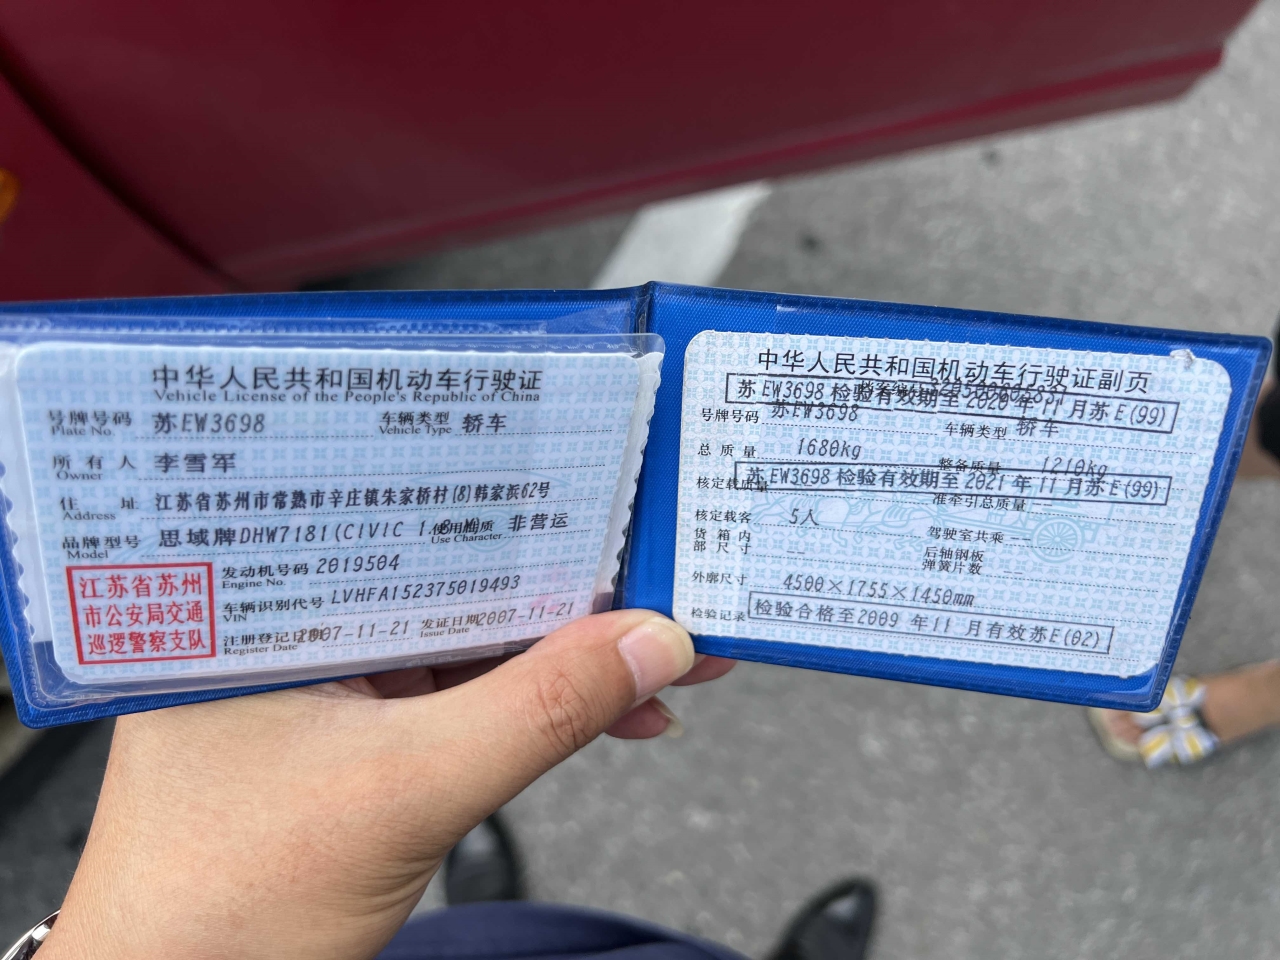 中华人民共和国机动车行驶证
Vehicle License of the People's Republic of China
号牌号码 苏EW3698 车辆类型 轿车
Plate No. Vehicle Type
所有人 李雪军
Owner
住址 江苏省苏州市常熟市辛庄镇朱家桥村(8)韩家浜62号
Address
品牌型号 思域牌DHW7181(CIVIC 使用性质 非营运
Model Use Character
江苏省苏州
市公安局交通
巡逻警察支队
发动机号码 2019504
Engine No.
车辆识别代号 LVHFA152375019493
VIN
注册登记日期 2007-11-21 发证日期 2007-11-21
Register Date Issue Date
中华人民共和国机动车行驶证副页
苏EW3698 检验有效期至2020年11月苏E(99)
号牌号码 苏EW3698 车辆类型 轿车
总质量 1680kg 整备质量 1210kg
苏EW3698 检验有效期至2021年11月苏E(99)
核定载质量 准牵引总质量 --
核定载客 5人 驾驶室共乘 --
货箱内部尺寸 -- 后轴钢板弹簧片数 --
外廓尺寸 4500×1755×1450mm
检验记录 检验合格至2009年11月有效苏E(02)